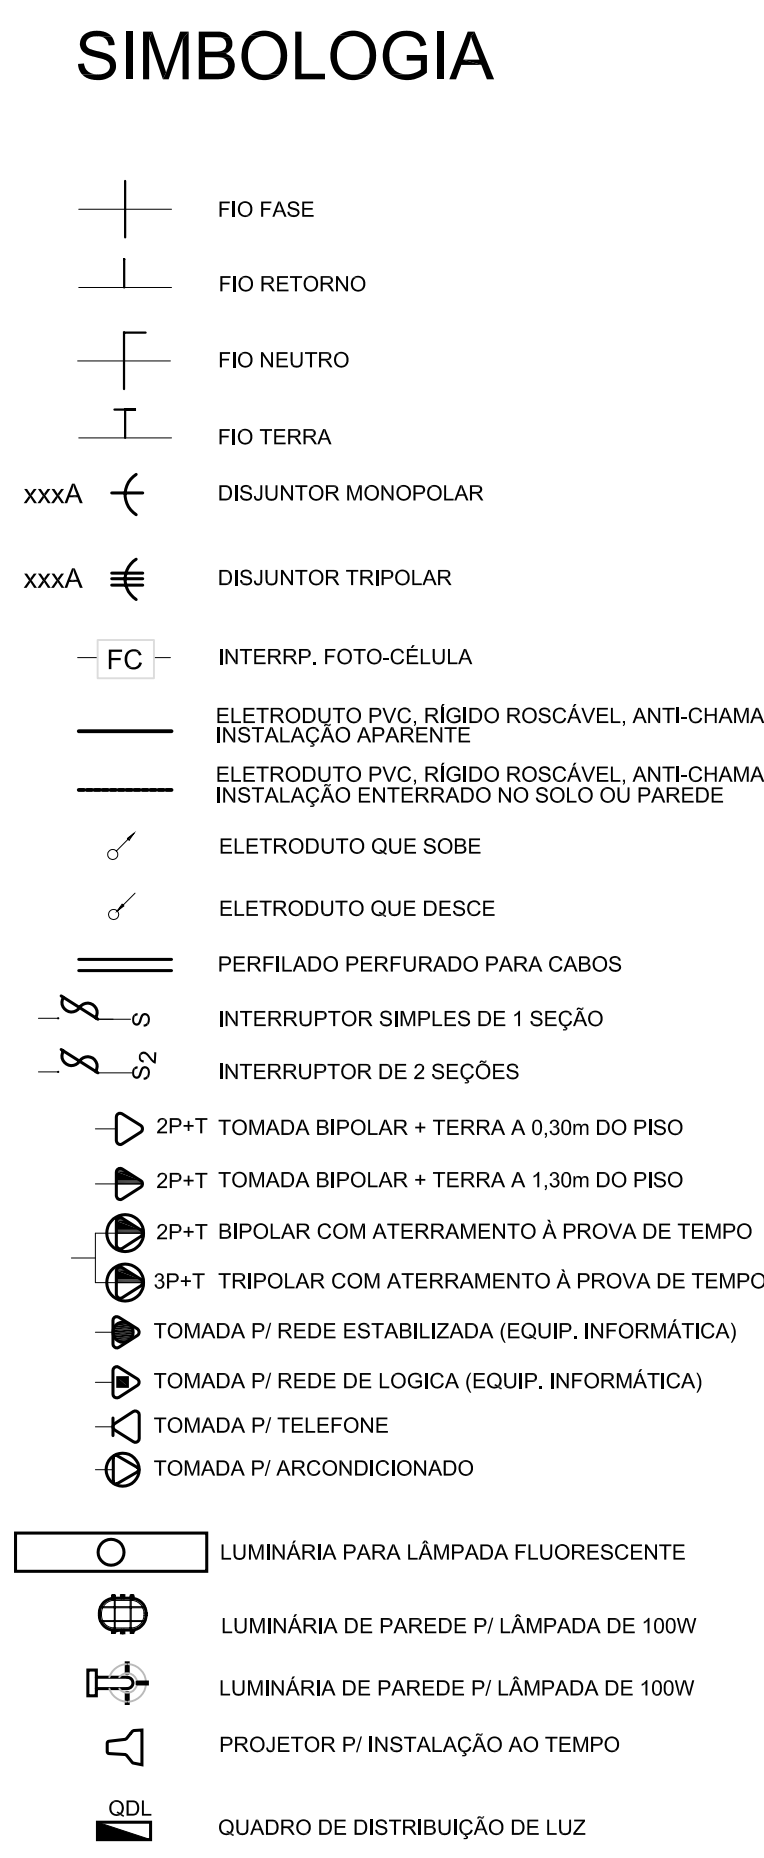 SIMBOLOGIA
FIO FASE
FIO RETORNO
FIO NEUTRO
FIO TERRA
xxxA DISJUNTOR MONOPOLAR
xxxA DISJUNTOR TRIPOLAR
FC INTERRP. FOTO-CÉLULA
ELETRODUTO PVC, RÍGIDO ROSCÁVEL, ANTI-CHAMA
INSTALAÇÃO APARENTE
ELETRODUTO PVC, RÍGIDO ROSCÁVEL, ANTI-CHAMA
INSTALAÇÃO ENTERRADO NO SOLO OU PAREDE
ELETRODUTO QUE SOBE
ELETRODUTO QUE DESCE
PERFILADO PERFURADO PARA CABOS
S INTERRUPTOR SIMPLES DE 1 SEÇÃO
S2 INTERRUPTOR DE 2 SEÇÕES
2P+T TOMADA BIPOLAR + TERRA A 0,30m DO PISO
2P+T TOMADA BIPOLAR + TERRA A 1,30m DO PISO
2P+T BIPOLAR COM ATERRAMENTO À PROVA DE TEMPO
3P+T TRIPOLAR COM ATERRAMENTO À PROVA DE TEMPO
TOMADA P/ REDE ESTABILIZADA (EQUIP. INFORMÁTICA)
TOMADA P/ REDE DE LOGICA (EQUIP. INFORMÁTICA)
TOMADA P/ TELEFONE
TOMADA P/ ARCONDICIONADO
LUMINÁRIA PARA LÂMPADA FLUORESCENTE
LUMINÁRIA DE PAREDE P/ LÂMPADA DE 100W
LUMINÁRIA DE PAREDE P/ LÂMPADA DE 100W
PROJETOR P/ INSTALAÇÃO AO TEMPO
QDL
QUADRO DE DISTRIBUIÇÃO DE LUZ